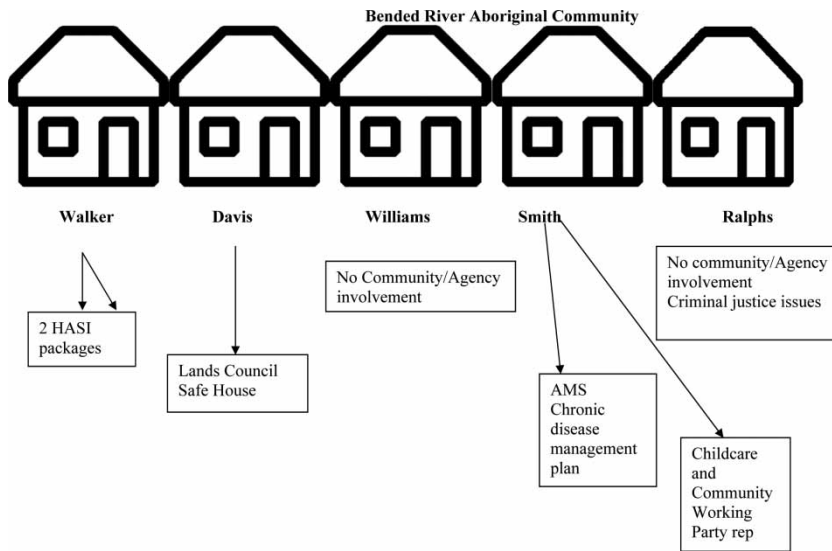 Bended River Aboriginal Community
Walker
Davis
Williams
Smith
Ralphs
2 HASI
packages
Lands Council
Safe House
No Community/Agency
involvement
AMS
Chronic
disease
management
plan
Childcare
and
Community
Working
Party rep
No community/Agency
involvement
Criminal justice issues